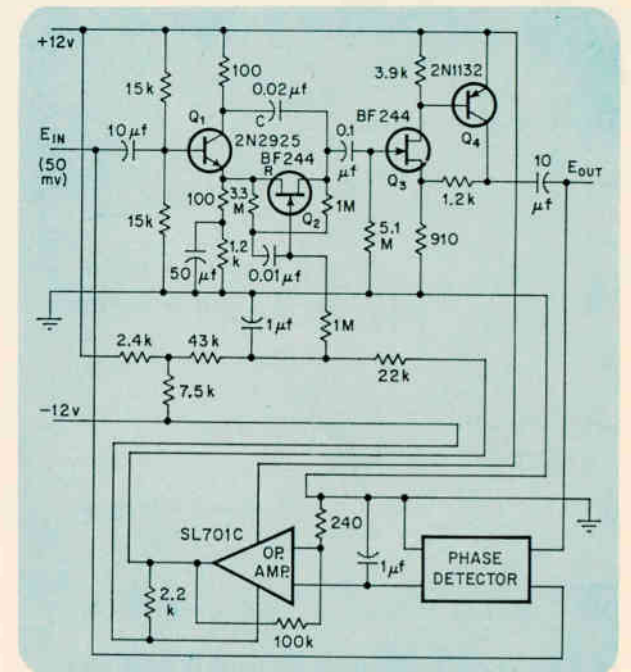 +12v
15k
100
3.9k
2N1132
0.02µf
C
Q1
2N2925
0.1
µf
BF244
Q4
EIN
(50
mv)
10µf
BF244
R
Q3
10
µf
EOUT
15k
100
3.3
M
Q2
1M
1.2k
5.1
M
910
50
µf
1.2
k
0.01µf
1µf
1M
2.4k
43k
22k
7.5k
−12v
SL701C
OP.
AMP.
240
1µf
PHASE
DETECTOR
2.2
k
100k